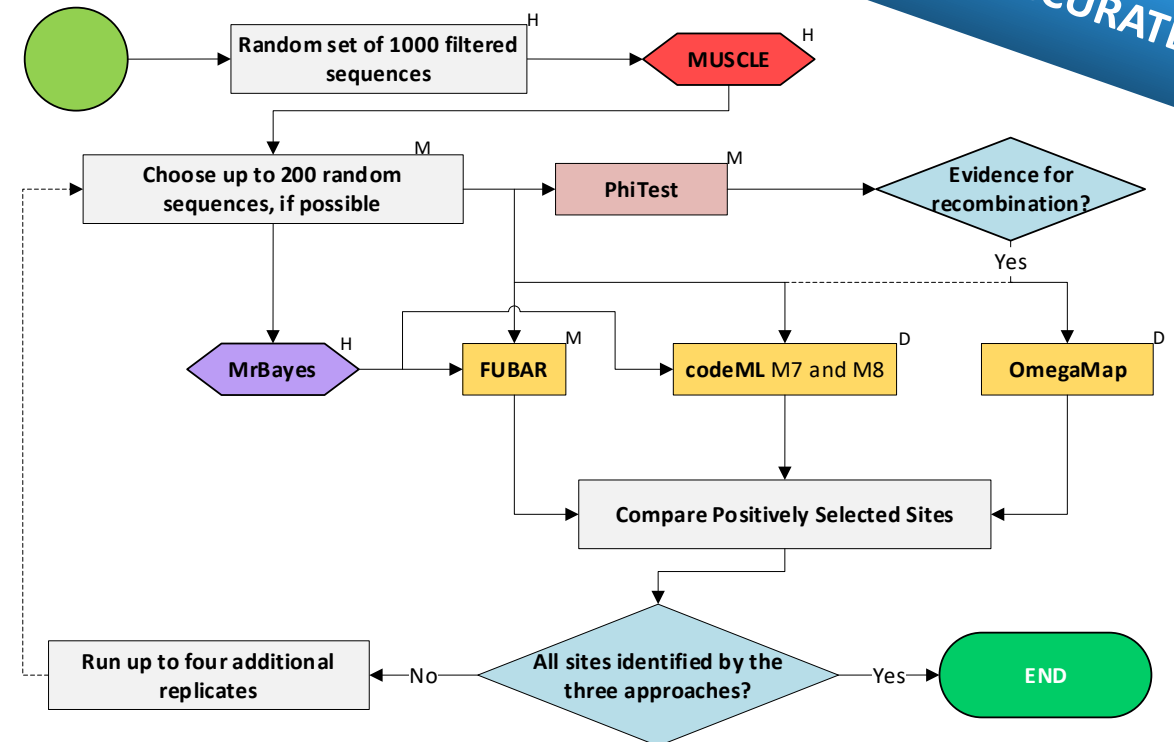 H
Random set of 1000 filtered
sequences
H
MUSCLE
M
Choose up to 200 random
sequences, if possible
M
PhiTest
Evidence for
recombination?
Yes
H
MrBayes
M
FUBAR
D
codeML M7 and M8
D
OmegaMap
Compare Positively Selected Sites
Run up to four additional
replicates
No
All sites identified by the
three approaches?
Yes
END